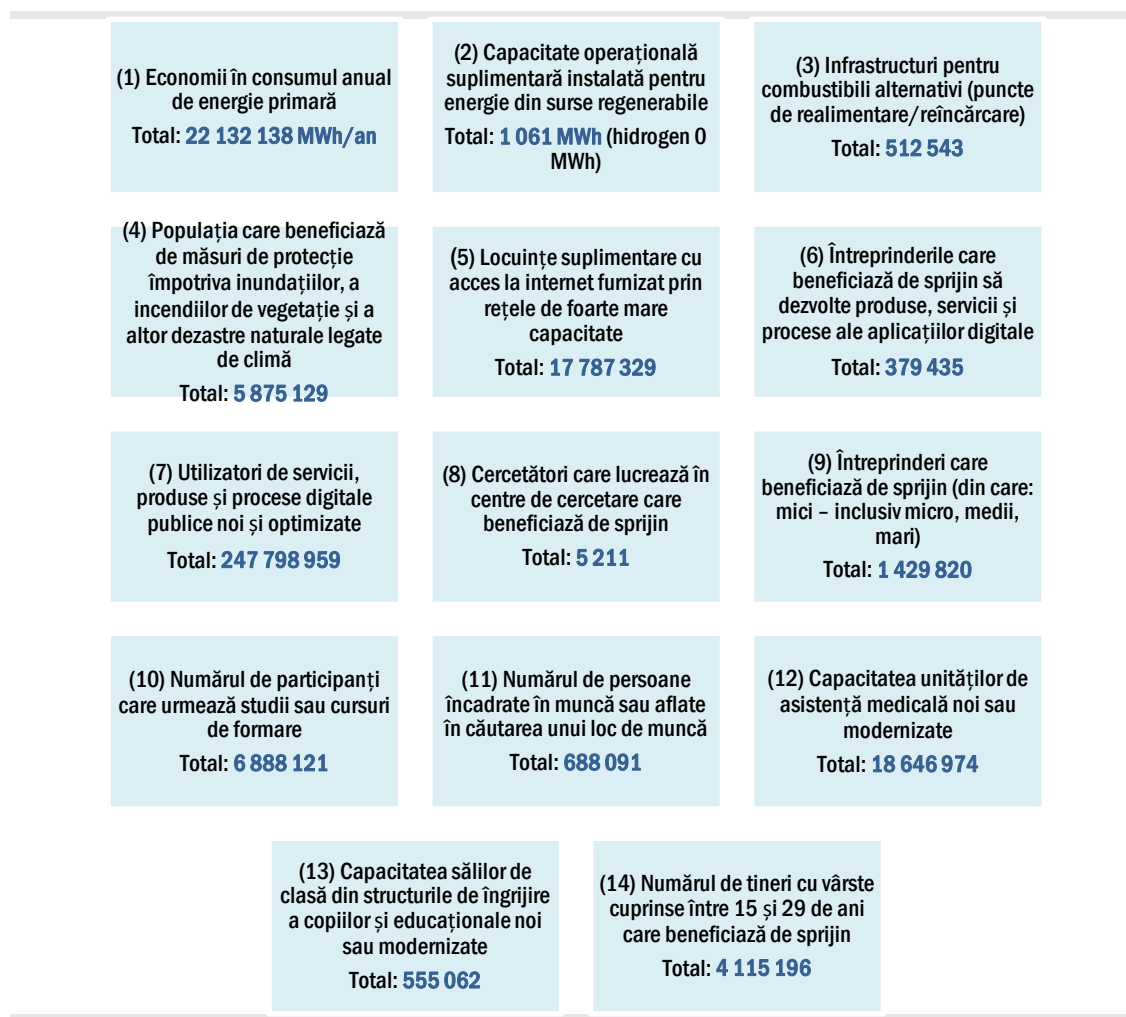 (1) Economii în consumul anual
de energie primară
Total: 22 132 138 MWh/an
(2) Capacitate operațională
suplimentară instalată pentru
energie din surse regenerabile
Total: 1 061 MWh (hidrogen 0
MWh)
(3) Infrastructuri pentru
combustibili alternativi (puncte
de realimentare/reîncărcare)
Total: 512 543
(4) Populația care beneficiază
de măsuri de protecție
împotriva inundațiilor, a
incendiilor de vegetație și a
altor dezastre naturale legate
de climă
Total: 5 875 129
(5) Locuințe suplimentare cu
acces la internet furnizat prin
rețele de foarte mare
capacitate
Total: 17 787 329
(6) Întreprinderile care
beneficiază de sprijin să
dezvolte produse, servicii și
procese ale aplicațiilor digitale
Total: 379 435
(7) Utilizatori de servicii,
produse și procese digitale
publice noi și optimizate
Total: 247 798 959
(8) Cercetători care lucrează în
centre de cercetare care
beneficiază de sprijin
Total: 5 211
(9) Întreprinderi care
beneficiază de sprijin (din care:
mici – inclusiv micro, medii,
mari)
Total: 1 429 820
(10) Numărul de participanți
care urmează studii sau cursuri
de formare
Total: 6 888 121
(11) Numărul de persoane
încadrate în muncă sau aflate
în căutarea unui loc de muncă
Total: 688 091
(12) Capacitatea unităților de
asistență medicală noi sau
modernizate
Total: 18 646 974
(13) Capacitatea sălilor de
clasă din structurile de îngrijire
a copiilor și educaționale noi
sau modernizate
Total: 555 062
(14) Numărul de tineri cu vârste
cuprinse între 15 și 29 de ani
care beneficiază de sprijin
Total: 4 115 196